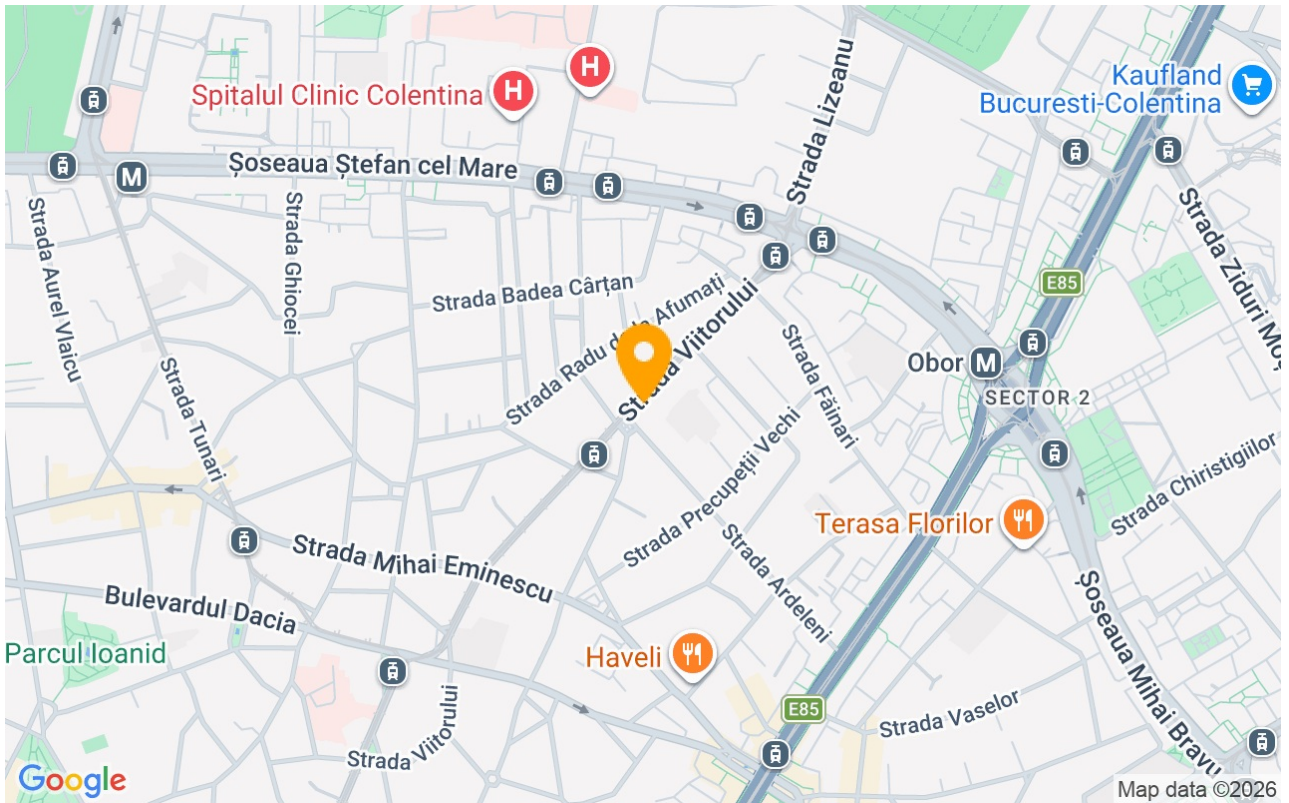 Kaufland
Bucuresti-Colentina
H
Spitalul Clinic Colentina H
Strada Lizeanu
Șoseaua Ștefan cel Mare
M
Strada Aurel Vlaicu
Strada Ghiocei
Strada Ziduri Moș
Strada Badea Cârțan
E85
Strada Radu de la Afumați
Strada Viitorului
Strada Făinari
Obor M
SECTOR 2
Strada Tunari
Strada Precupeții Vechi
Strada Chiristigiilor
Terasa Florilor
Strada Mihai Eminescu
Strada Ardeleni
Bulevardul Dacia
Șoseaua Mihai Bravu
Parcul Ioanid
Haveli
E85
Strada Vaselor
Strada Viitorului
Google
Map data ©2026